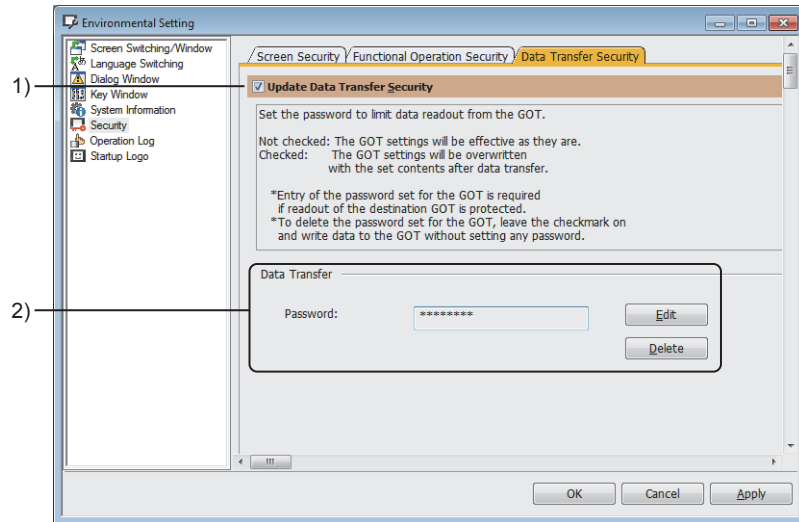 Environmental Setting
Screen Switching/Window
Language Switching
Dialog Window
Key Window
System Information
Security
Operation Log
Startup Logo
Screen Security
Functional Operation Security
Data Transfer Security
1)
Update Data Transfer Security
Set the password to limit data readout from the GOT.
Not checked: The GOT settings will be effective as they are.
Checked: The GOT settings will be overwritten
with the set contents after data transfer.
*Entry of the password set for the GOT is required
if readout of the destination GOT is protected.
*To delete the password set for the GOT, leave the checkmark on
and write data to the GOT without setting any password.
2)
Data Transfer
Password: ******** Edit
Delete
OK Cancel Apply